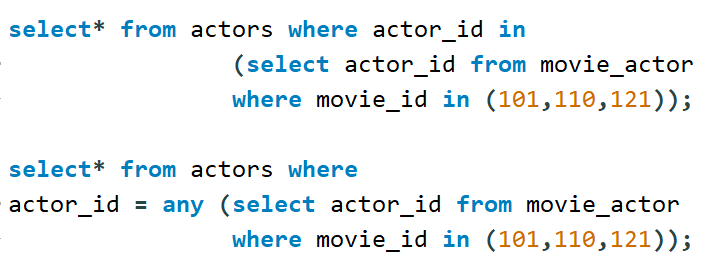 select* from actors where actor_id in
(select actor_id from movie_actor
where movie_id in (101,110,121));
select* from actors where
actor_id = any (select actor_id from movie_actor
where movie_id in (101,110,121));